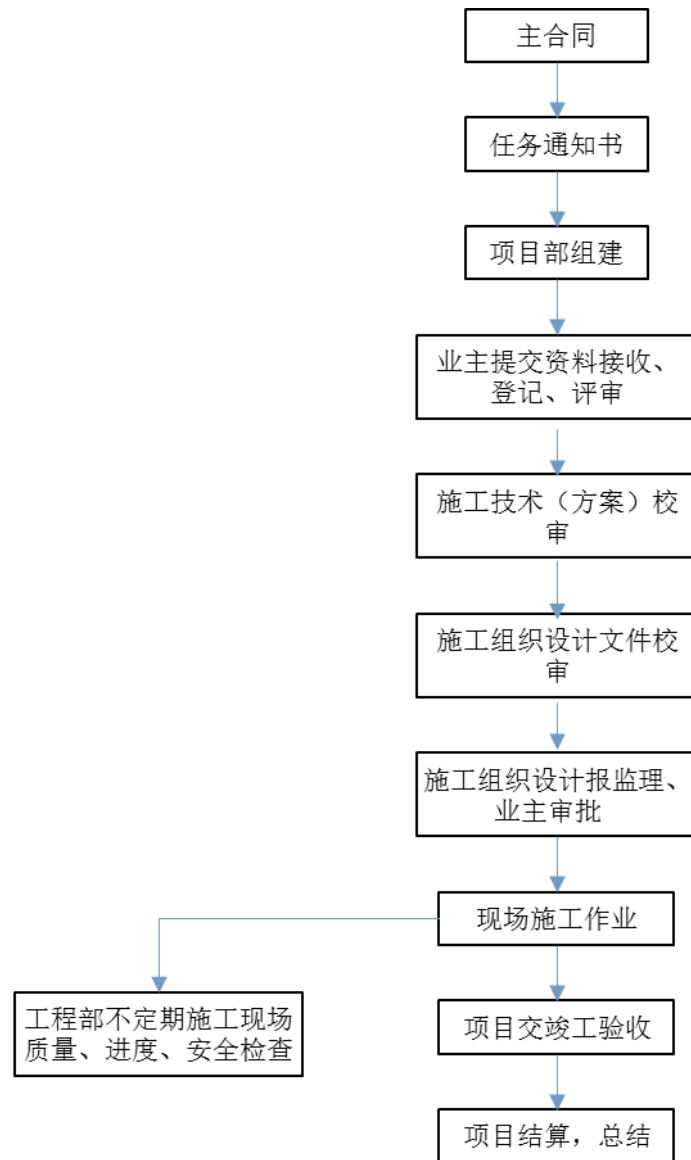 主合同
任务通知书
项目部组建
业主提交资料接收、
登记、评审
施工技术（方案）校
审
施工组织设计文件校
审
施工组织设计报监理、
业主审批
现场施工作业
工程部不定期施工现场
质量、进度、安全检查
项目交竣工验收
项目结算，总结